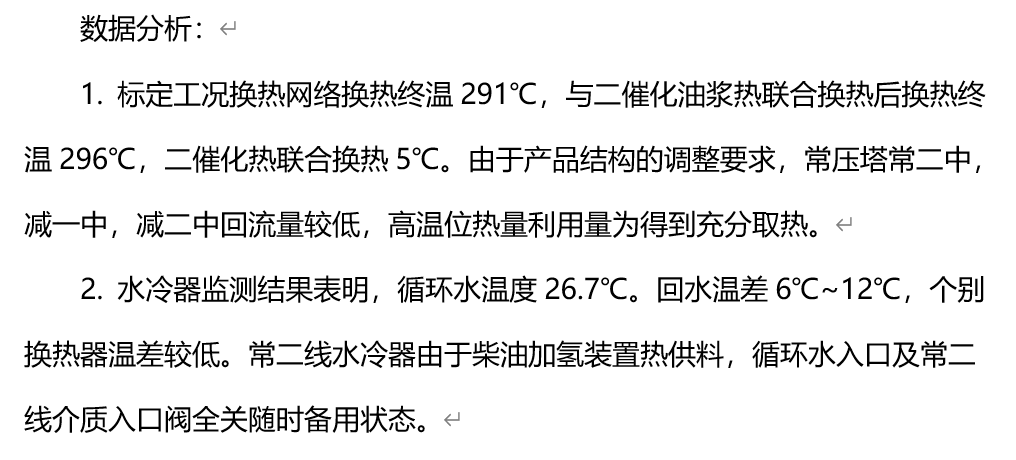 数据分析：
1. 标定工况换热网络换热终温 291℃，与二催化油浆热联合换热后换热终
温 296℃，二催化热联合换热 5℃。由于产品结构的调整要求，常压塔常二中，
减一中，减二中回流量较低，高温位热量利用量为得到充分取热。
2. 水冷器监测结果表明，循环水温度 26.7℃。回水温差 6℃~12℃，个别
换热器温差较低。常二线水冷器由于柴油加氢装置热供料，循环水入口及常二
线介质入口阀全关随时备用状态。